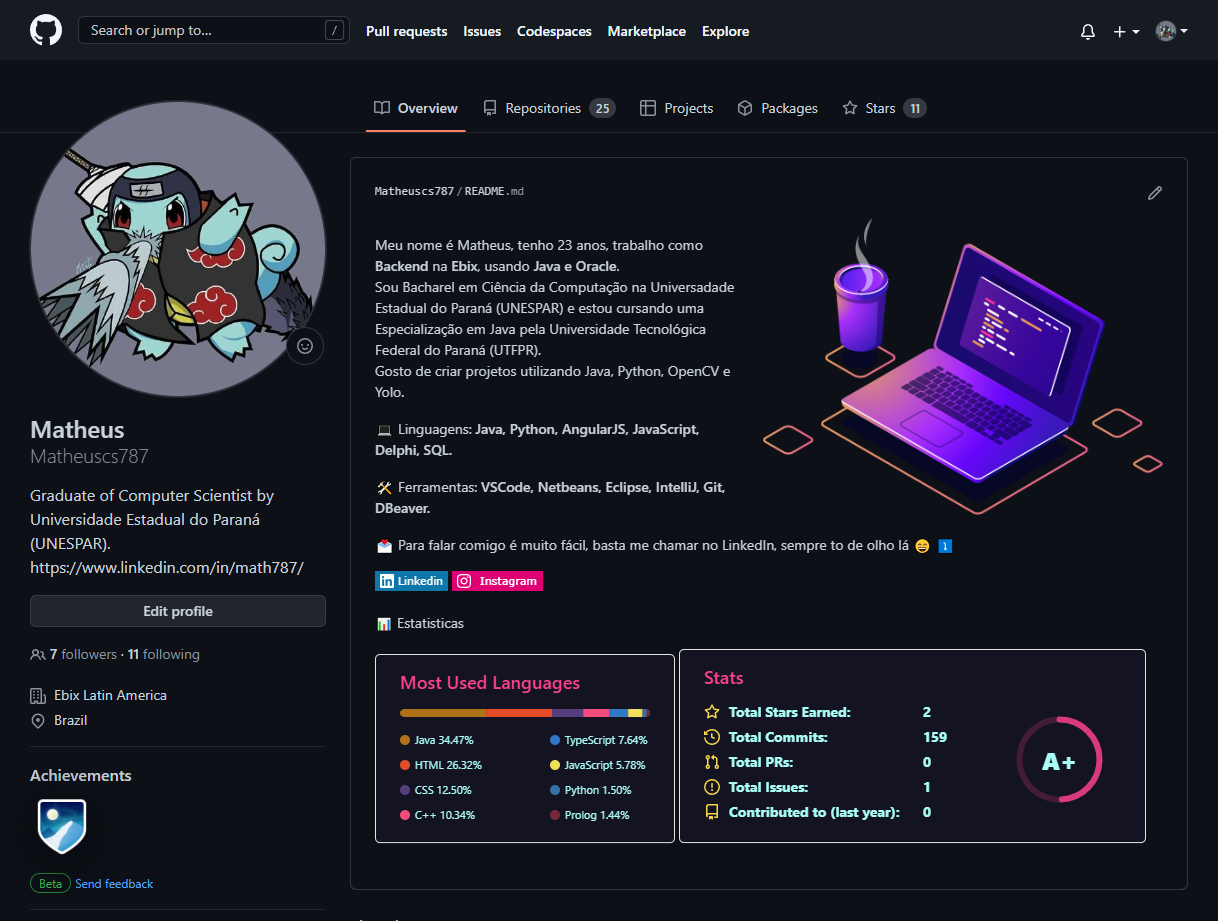 Search or jump to... /
Pull requests Issues Codespaces Marketplace Explore
Overview Repositories 25 Projects Packages Stars 11
Matheus
Matheuscs787
Graduate of Computer Scientist by
Universidade Estadual do Paraná
(UNESPAR).
https://www.linkedin.com/in/math787/
Edit profile
7 followers · 11 following
Ebix Latin America
Brazil
Achievements
Beta Send feedback
Matheuscs787/README.md
Meu nome é Matheus, tenho 23 anos, trabalho como
Backend na Ebix, usando Java e Oracle.
Sou Bacharel em Ciência da Computação na Universadade
Estadual do Paraná (UNESPAR) e estou cursando uma
Especialização em Java pela Universidade Tecnológica
Federal do Paraná (UTFPR).
Gosto de criar projetos utilizando Java, Python, OpenCV e
Yolo.
💻 Linguagens: Java, Python, AngularJS, JavaScript,
Delphi, SQL.
🛠 Ferramentas: VSCode, Netbeans, Eclipse, IntelliJ, Git,
DBeaver.
💌 Para falar comigo é muito fácil, basta me chamar no LinkedIn, sempre to de olho lá 😄 ⤵
in Linkedin Instagram
📊 Estatisticas
Most Used Languages
Java 34.47%
HTML 26.32%
CSS 12.50%
C++ 10.34%
TypeScript 7.64%
JavaScript 5.78%
Python 1.50%
Prolog 1.44%
Stats
Total Stars Earned: 2
Total Commits: 159
Total PRs: 0
Total Issues: 1
Contributed to (last year): 0
A+